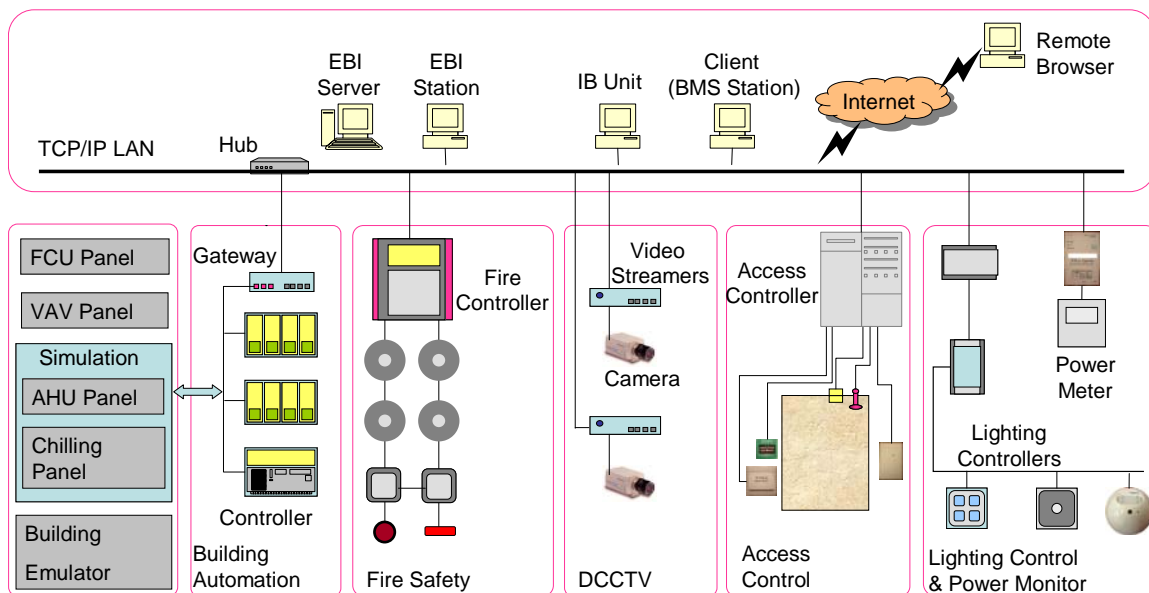 EBI
Server
EBI
Station
IB Unit
Client
(BMS Station)
Internet
Remote
Browser
TCP/IP LAN
Hub
FCU Panel
VAV Panel
Simulation
AHU Panel
Chilling
Panel
Building
Emulator
Gateway
Controller
Building
Automation
Fire
Controller
Fire Safety
Video
Streamers
Camera
DCCTV
Access
Controller
Access
Control
Power
Meter
Lighting
Controllers
Lighting Control
& Power Monitor